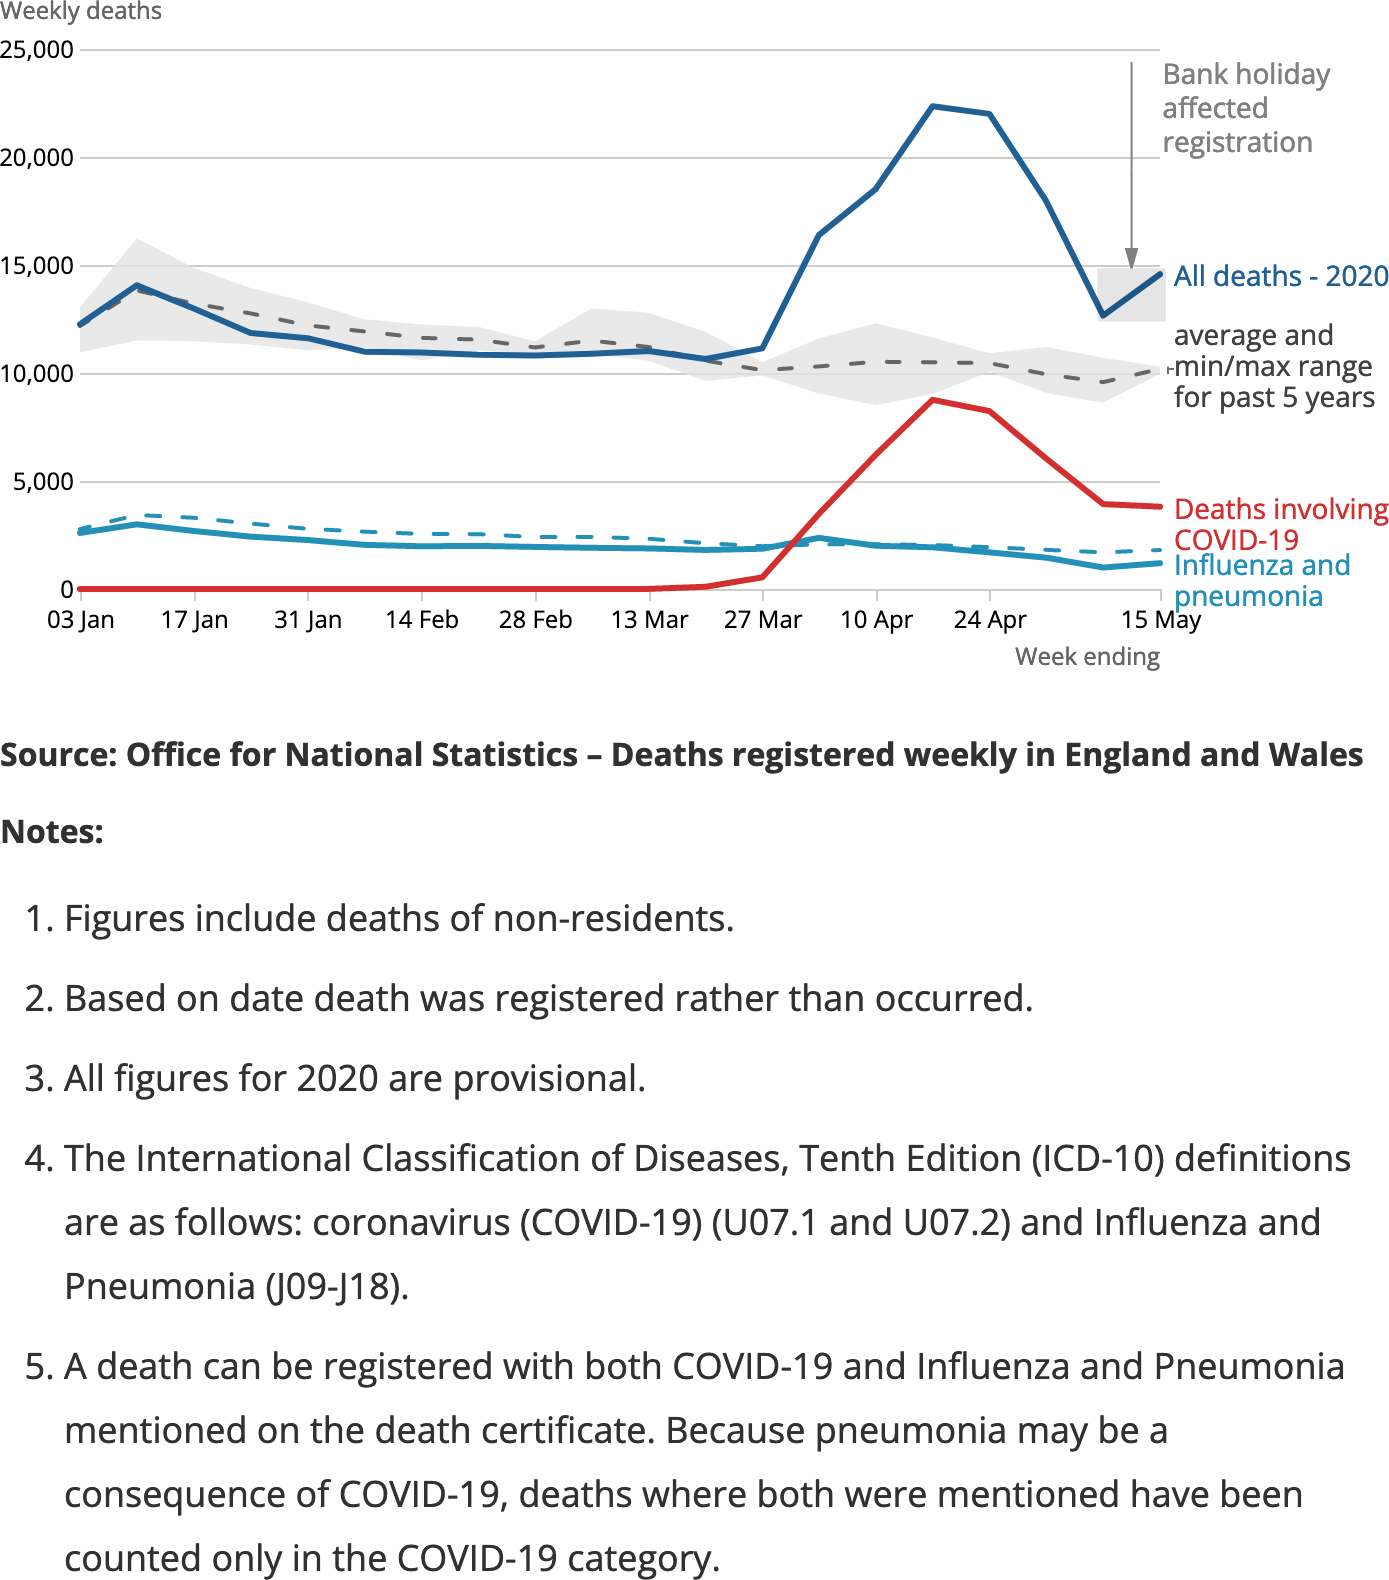 Weekly deaths
25,000
20,000
15,000
10,000
5,000
0
Bank holiday
affected
registration
All deaths - 2020
average and
min/max range
for past 5 years
Deaths involving
COVID-19
Influenza and
pneumonia
03 Jan 17 Jan 31 Jan 14 Feb 28 Feb 13 Mar 27 Mar 10 Apr 24 Apr 15 May
Week ending
Source: Office for National Statistics – Deaths registered weekly in England and Wales
Notes:
1. Figures include deaths of non-residents.
2. Based on date death was registered rather than occurred.
3. All figures for 2020 are provisional.
4. The International Classification of Diseases, Tenth Edition (ICD-10) definitions
are as follows: coronavirus (COVID-19) (U07.1 and U07.2) and Influenza and
Pneumonia (J09-J18).
5. A death can be registered with both COVID-19 and Influenza and Pneumonia
mentioned on the death certificate. Because pneumonia may be a
consequence of COVID-19, deaths where both were mentioned have been
counted only in the COVID-19 category.